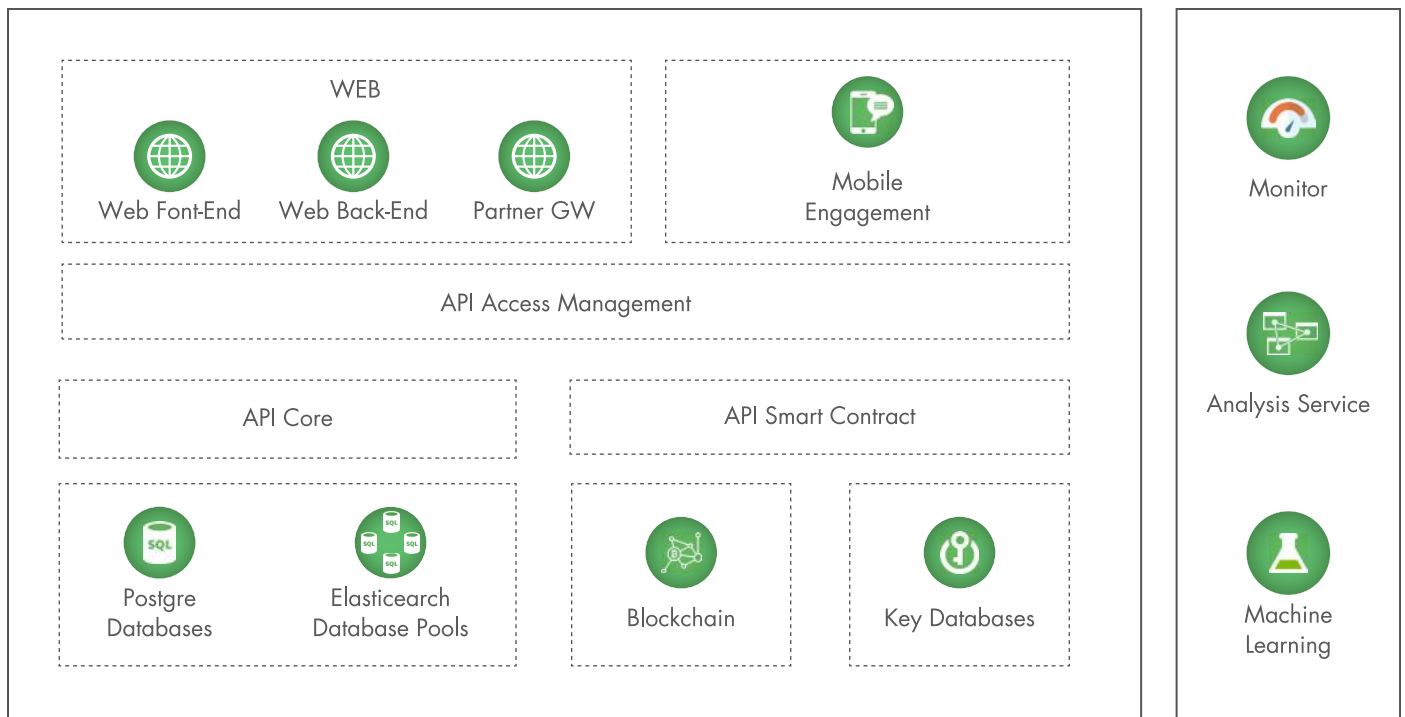 WEB
Web Font-End
Web Back-End
Partner GW
Mobile
Engagement
API Access Management
API Core
API Smart Contract
SQL
Postgre
Databases
SQL
SQL
SQL
SQL
Elasticearch
Database Pools
B
Blockchain
Key Databases
Monitor
Analysis Service
Machine
Learning